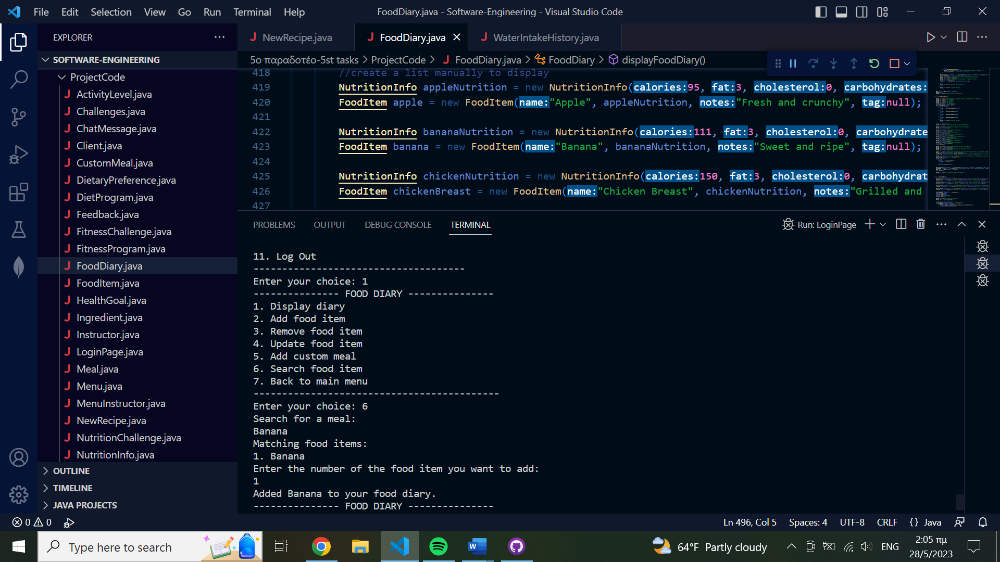 File Edit Selection View Go Run Terminal Help
FoodDiary.java - Software-Engineering - Visual Studio Code
EXPLORER
SOFTWARE-ENGINEERING
ProjectCode
ActivityLevel.java
Challenges.java
ChatMessage.java
Client.java
CustomMeal.java
DietaryPreference.java
DietProgram.java
Feedback.java
FitnessChallenge.java
FitnessProgram.java
FoodDiary.java
FoodItem.java
HealthGoal.java
Ingredient.java
Instructor.java
LoginPage.java
Meal.java
Menu.java
MenuInstructor.java
NewRecipe.java
NutritionChallenge.java
NutritionInfo.java
OUTLINE
TIMELINE
JAVA PROJECTS
NewRecipe.java FoodDiary.java WaterIntakeHistory.java
5ο παραδοτέο-5st tasks > ProjectCode > FoodDiary.java > FoodDiary > displayFoodDiary()
418 //create a list manually to display
419 NutritionInfo appleNutrition = new NutritionInfo(calories:95, fat:3, cholesterol:0, carbohydrates:
420 FoodItem apple = new FoodItem(name:"Apple", appleNutrition, notes:"Fresh and crunchy", tag:null);
421
422 NutritionInfo bananaNutrition = new NutritionInfo(calories:111, fat:3, cholesterol:0, carbohydrate
423 FoodItem banana = new FoodItem(name:"Banana", bananaNutrition, notes:"Sweet and ripe", tag:null);
424
425 NutritionInfo chickenNutrition = new NutritionInfo(calories:150, fat:3, cholesterol:0, carbohydrat
426 FoodItem chickenBreast = new FoodItem(name:"Chicken Breast", chickenNutrition, notes:"Grilled and
427
PROBLEMS OUTPUT DEBUG CONSOLE TERMINAL
Run: LoginPage
11. Log Out
-------------------------------------
Enter your choice: 1
--------------- FOOD DIARY ---------------
1. Display diary
2. Add food item
3. Remove food item
4. Update food item
5. Add custom meal
6. Search food item
7. Back to main menu
-------------------------------------------
Enter your choice: 6
Search for a meal:
Banana
Matching food items:
1. Banana
Enter the number of the food item you want to add:
1
Added Banana to your food diary.
--------------- FOOD DIARY ---------------
0 0
Ln 496, Col 5 Spaces: 4 UTF-8 CRLF {} Java
Type here to search
64°F Partly cloudy
ENG
2:05 πμ
28/5/2023